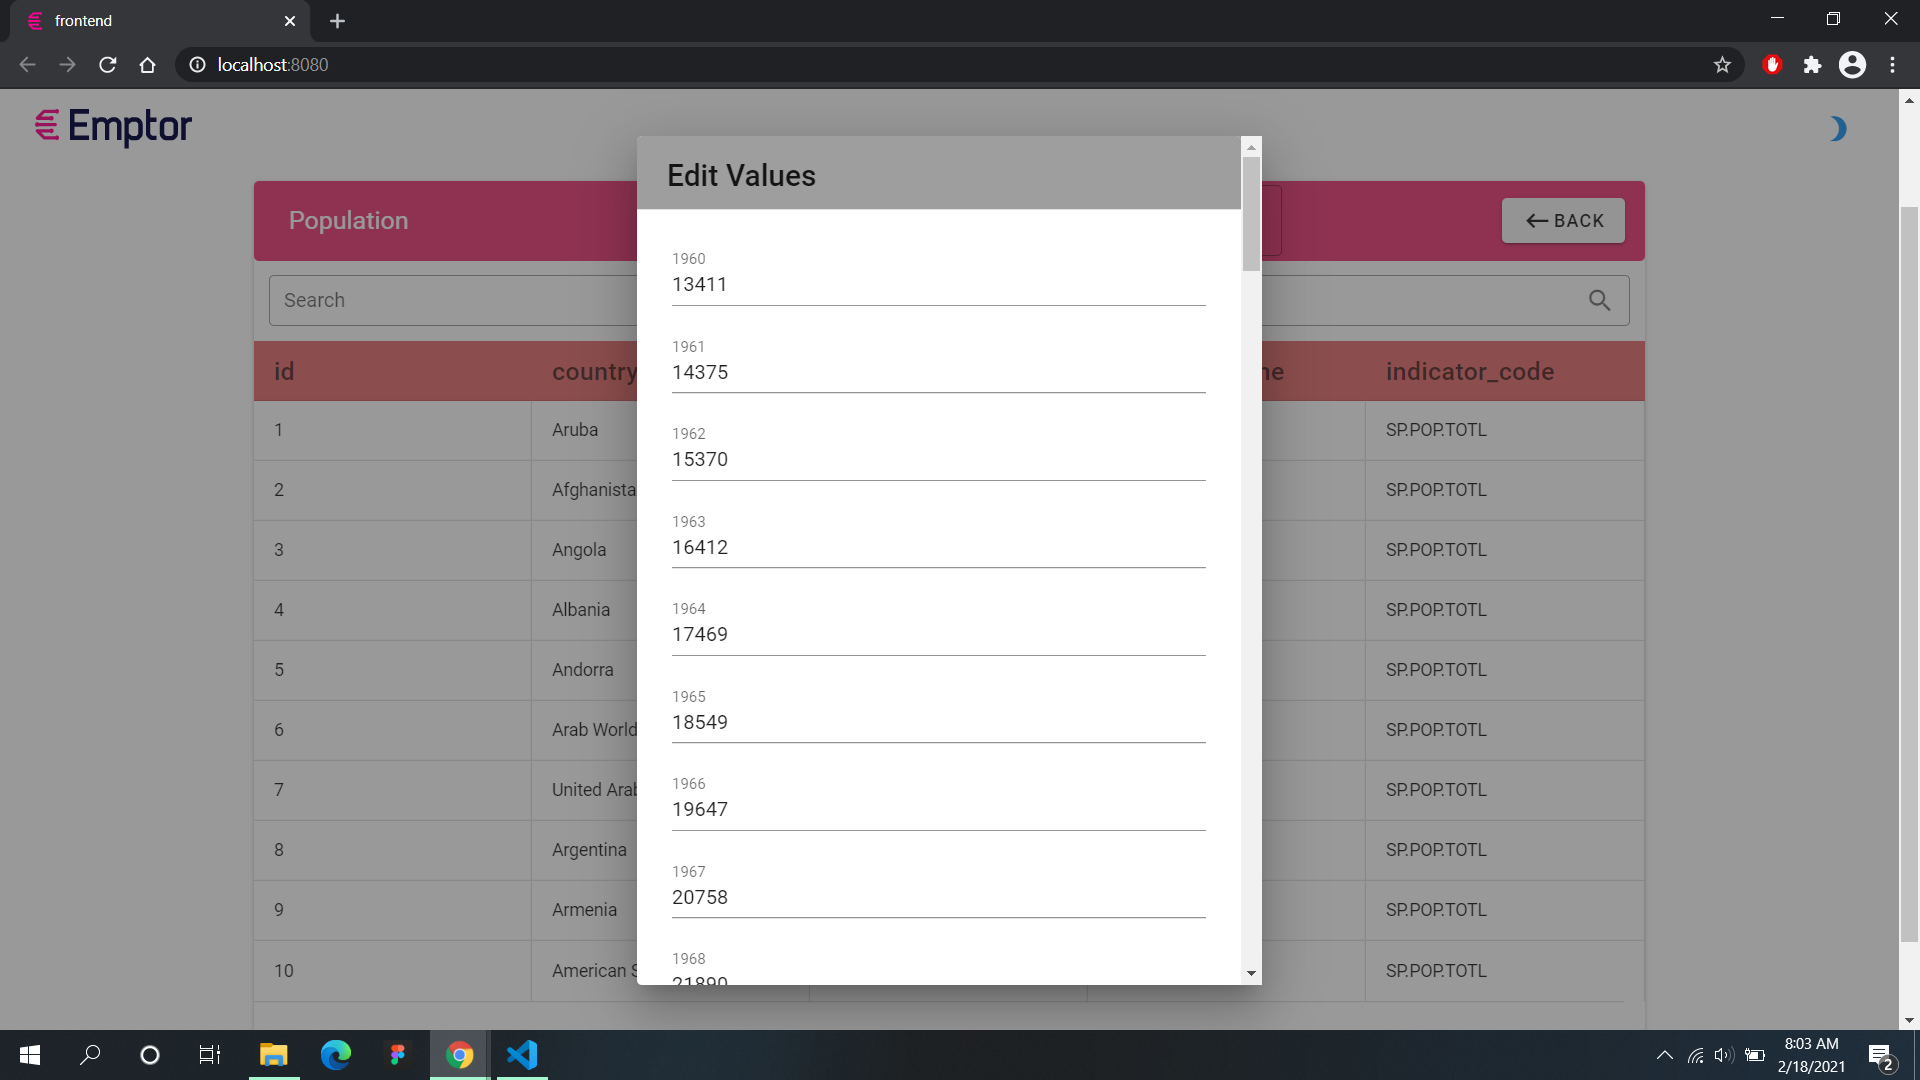 frontend
localhost:8080
Emptor
Edit Values
Population
BACK
Search
id
country
indicator_code
1960
13411
1961
14375
1962
15370
1963
16412
1964
17469
1965
18549
1966
19647
1967
20758
1968
21890
1 Aruba SP.POP.TOTL
2 Afghanista SP.POP.TOTL
3 Angola SP.POP.TOTL
4 Albania SP.POP.TOTL
5 Andorra SP.POP.TOTL
6 Arab World SP.POP.TOTL
7 United Arab SP.POP.TOTL
8 Argentina SP.POP.TOTL
9 Armenia SP.POP.TOTL
10 American S SP.POP.TOTL
8:03 AM
2/18/2021
2